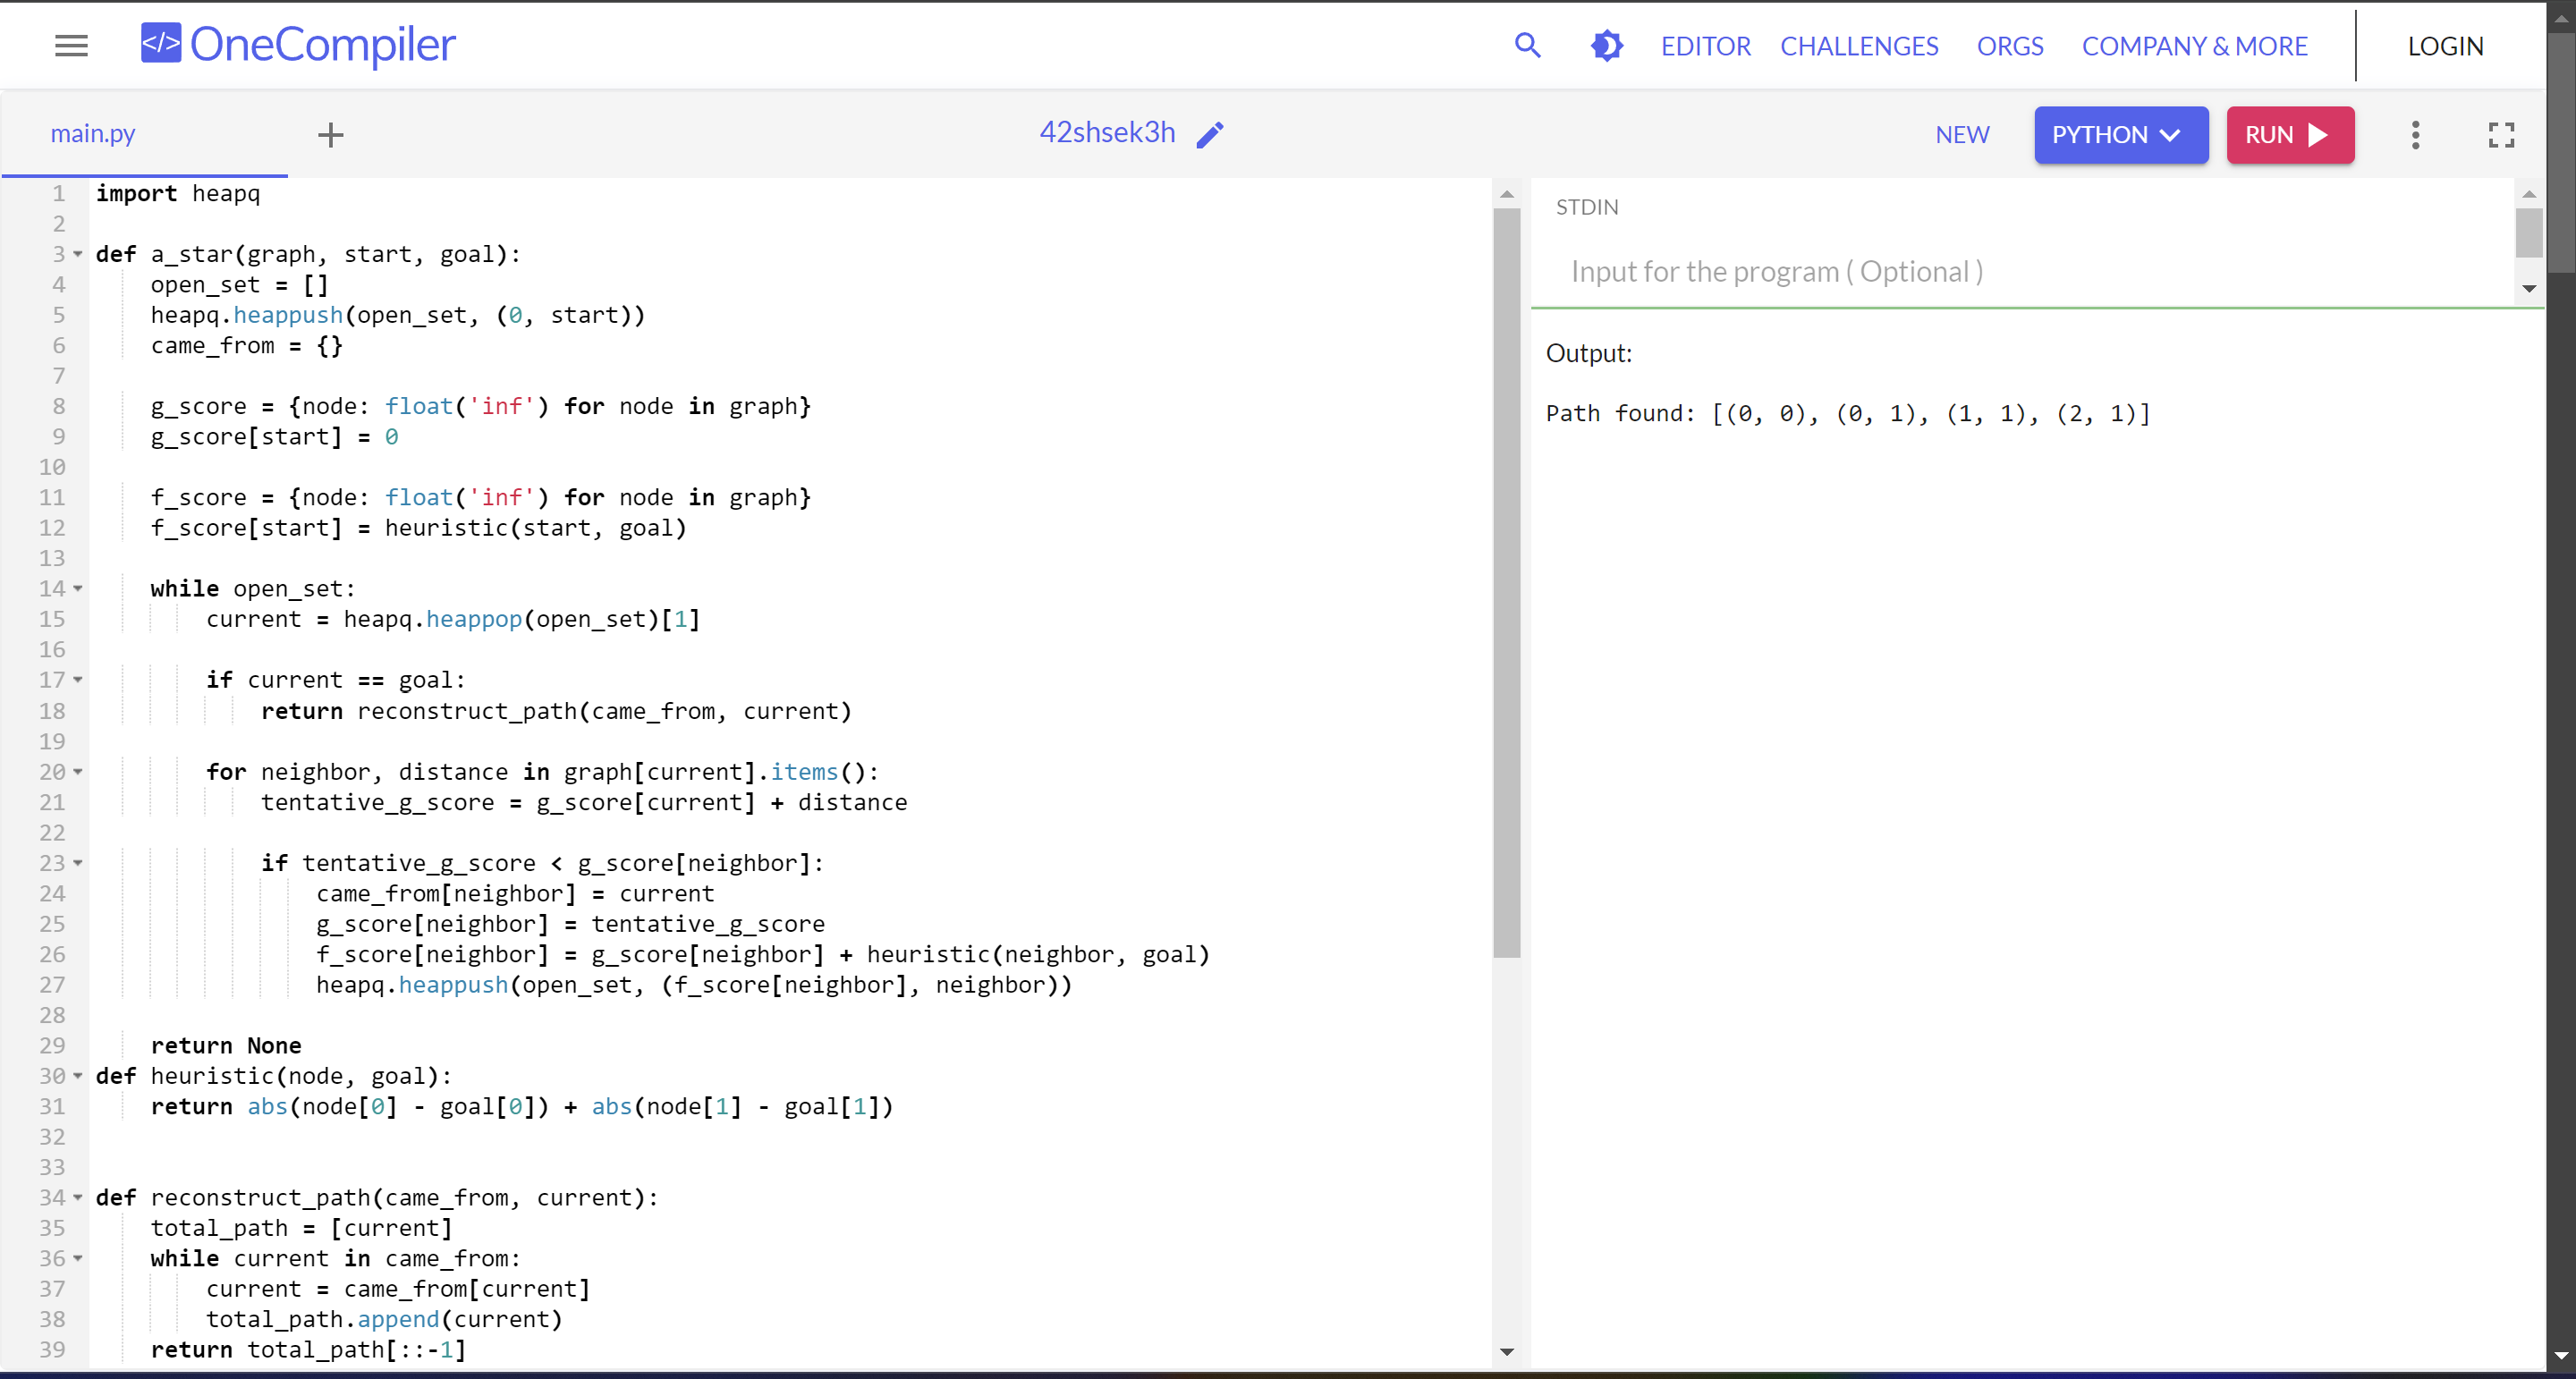 </> OneCompiler
EDITOR CHALLENGES ORGS COMPANY & MORE LOGIN
main.py + 42shsek3h NEW PYTHON RUN
1 import heapq
2
3 def a_star(graph, start, goal):
4     open_set = []
5     heapq.heappush(open_set, (0, start))
6     came_from = {}
7
8     g_score = {node: float('inf') for node in graph}
9     g_score[start] = 0
10
11     f_score = {node: float('inf') for node in graph}
12     f_score[start] = heuristic(start, goal)
13
14     while open_set:
15         current = heapq.heappop(open_set)[1]
16
17         if current == goal:
18             return reconstruct_path(came_from, current)
19
20         for neighbor, distance in graph[current].items():
21             tentative_g_score = g_score[current] + distance
22
23             if tentative_g_score < g_score[neighbor]:
24                 came_from[neighbor] = current
25                 g_score[neighbor] = tentative_g_score
26                 f_score[neighbor] = g_score[neighbor] + heuristic(neighbor, goal)
27                 heapq.heappush(open_set, (f_score[neighbor], neighbor))
28
29     return None
30 def heuristic(node, goal):
31     return abs(node[0] - goal[0]) + abs(node[1] - goal[1])
32
33
34 def reconstruct_path(came_from, current):
35     total_path = [current]
36     while current in came_from:
37         current = came_from[current]
38         total_path.append(current)
39     return total_path[::-1]
STDIN
Input for the program ( Optional )
Output:
Path found: [(0, 0), (0, 1), (1, 1), (2, 1)]